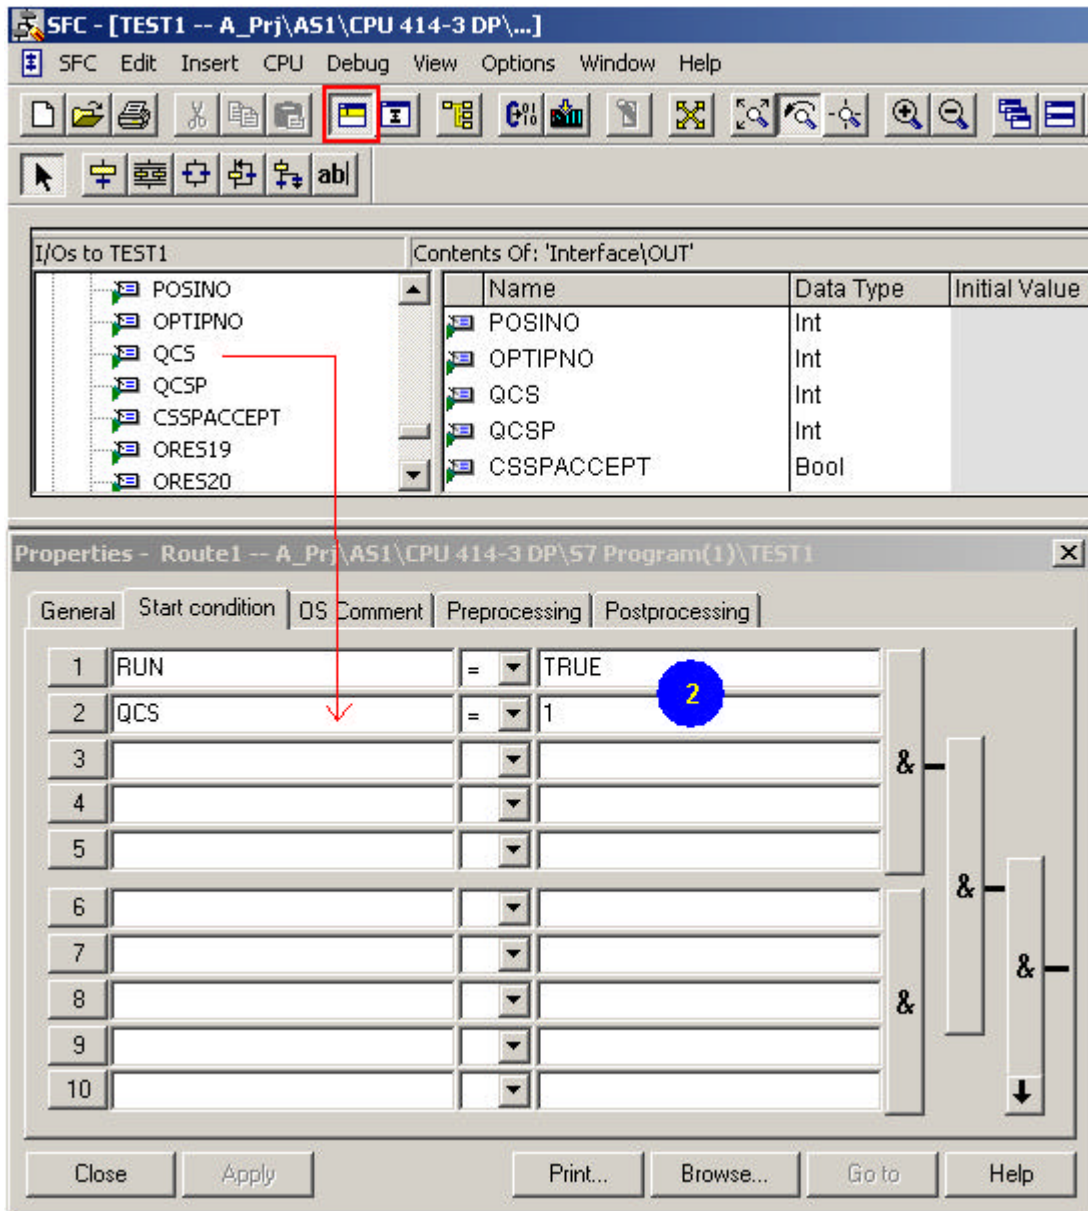 SFC - [TEST1 -- A_Prj\AS1\CPU 414-3 DP\...]
SFC Edit Insert CPU Debug View Options Window Help
ab
I/Os to TEST1
POSINO
OPTIPNO
QCS
QCSP
CSSPACCEPT
ORES19
ORES20
Contents Of: 'Interface\OUT'
Name Data Type Initial Value
POSINO Int
OPTIPNO Int
QCS Int
QCSP Int
CSSPACCEPT Bool
Properties - Route1 -- A_Prj\AS1\CPU 414-3 DP\S7 Program(1)\TEST1
General Start condition OS Comment Preprocessing Postprocessing
1 RUN = TRUE
2 QCS = 1
2
3
4
5
&
6
7
8
9
10
&
&
&
Close Apply Print... Browse... Go to Help